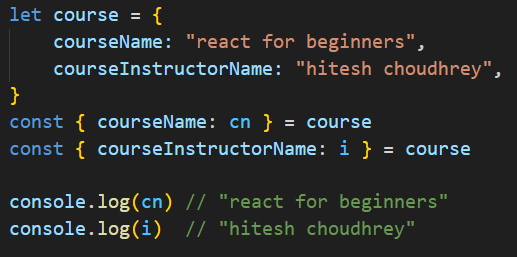 let course = {
    courseName: "react for beginners",
    courseInstructorName: "hitesh choudhrey",
}
const { courseName: cn } = course
const { courseInstructorName: i } = course

console.log(cn) // "react for beginners"
console.log(i)  // "hitesh choudhrey"